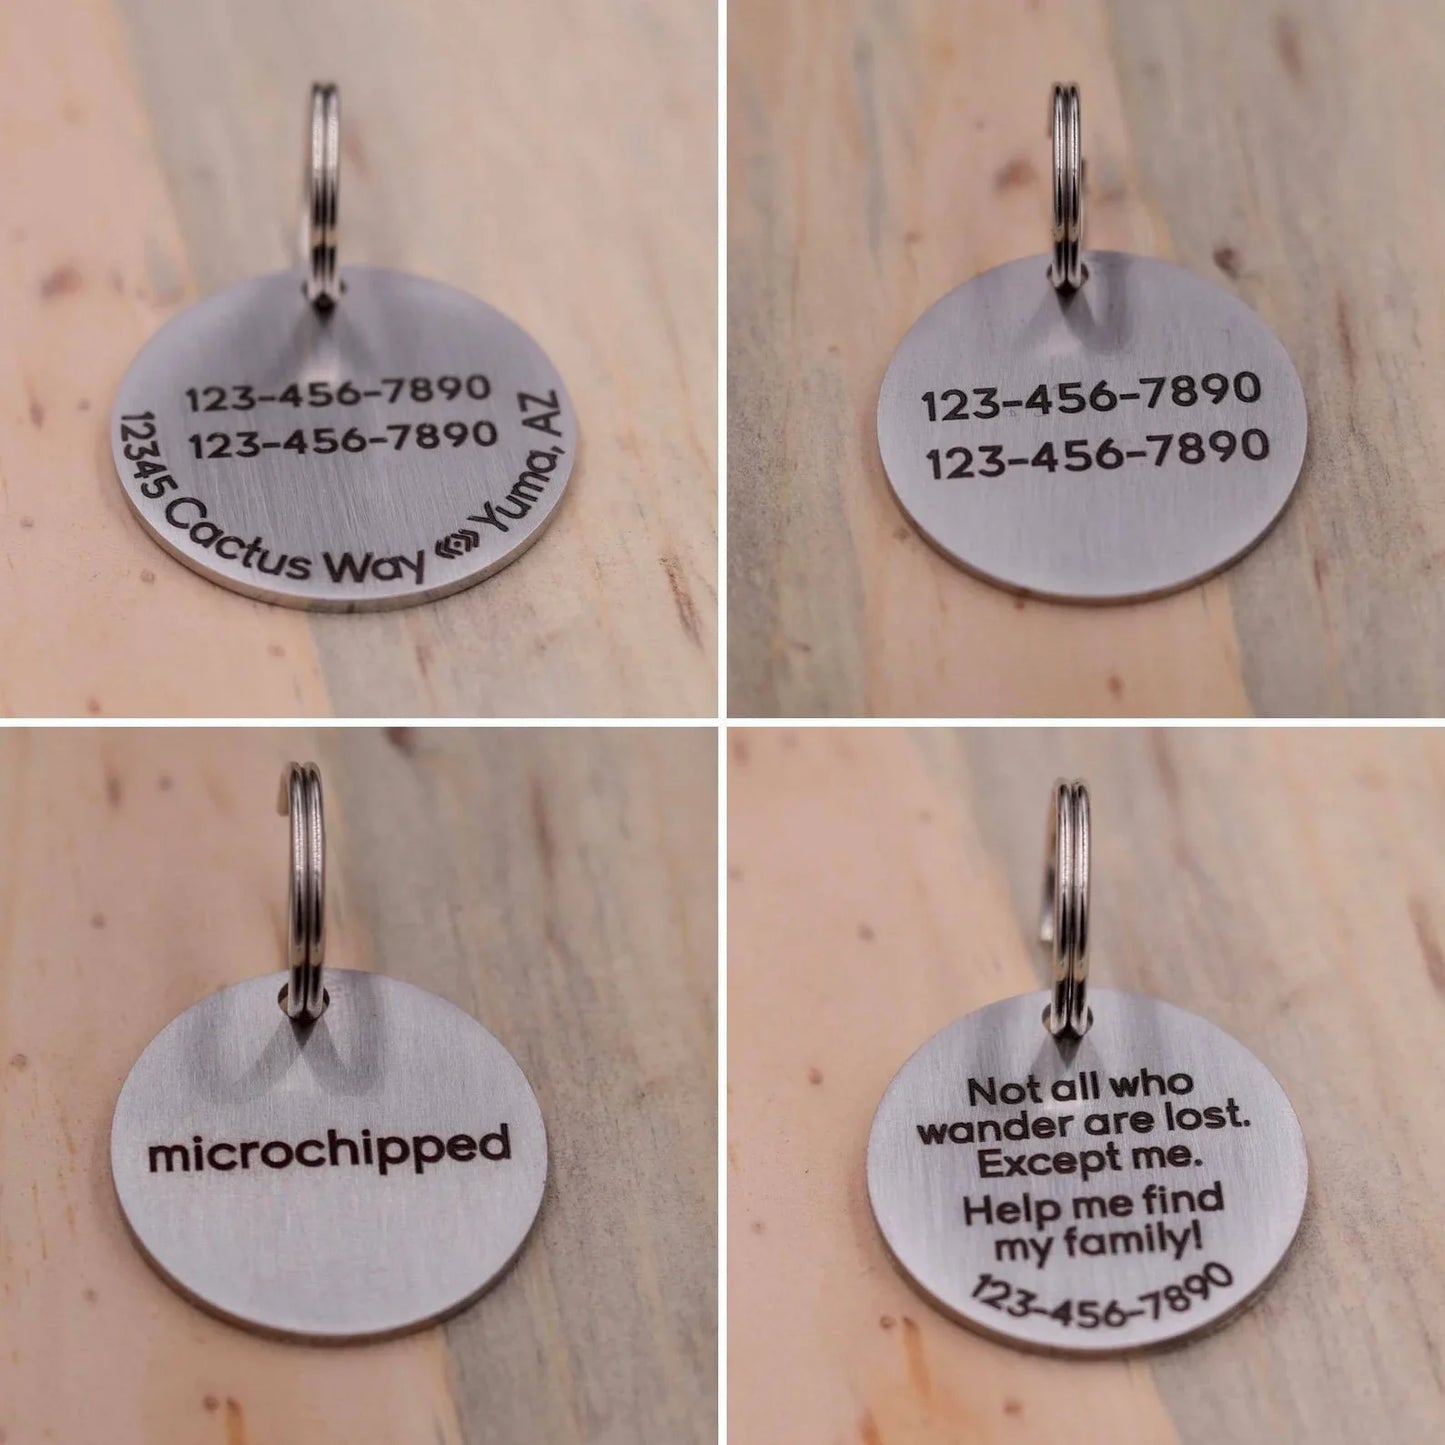 123-456-7890
123-456-7890
12345 Cactus Way Yuma, AZ
123-456-7890
123-456-7890
microchipped
Not all who
wander are lost.
Except me.
Help me find
my family!
123-456-7890